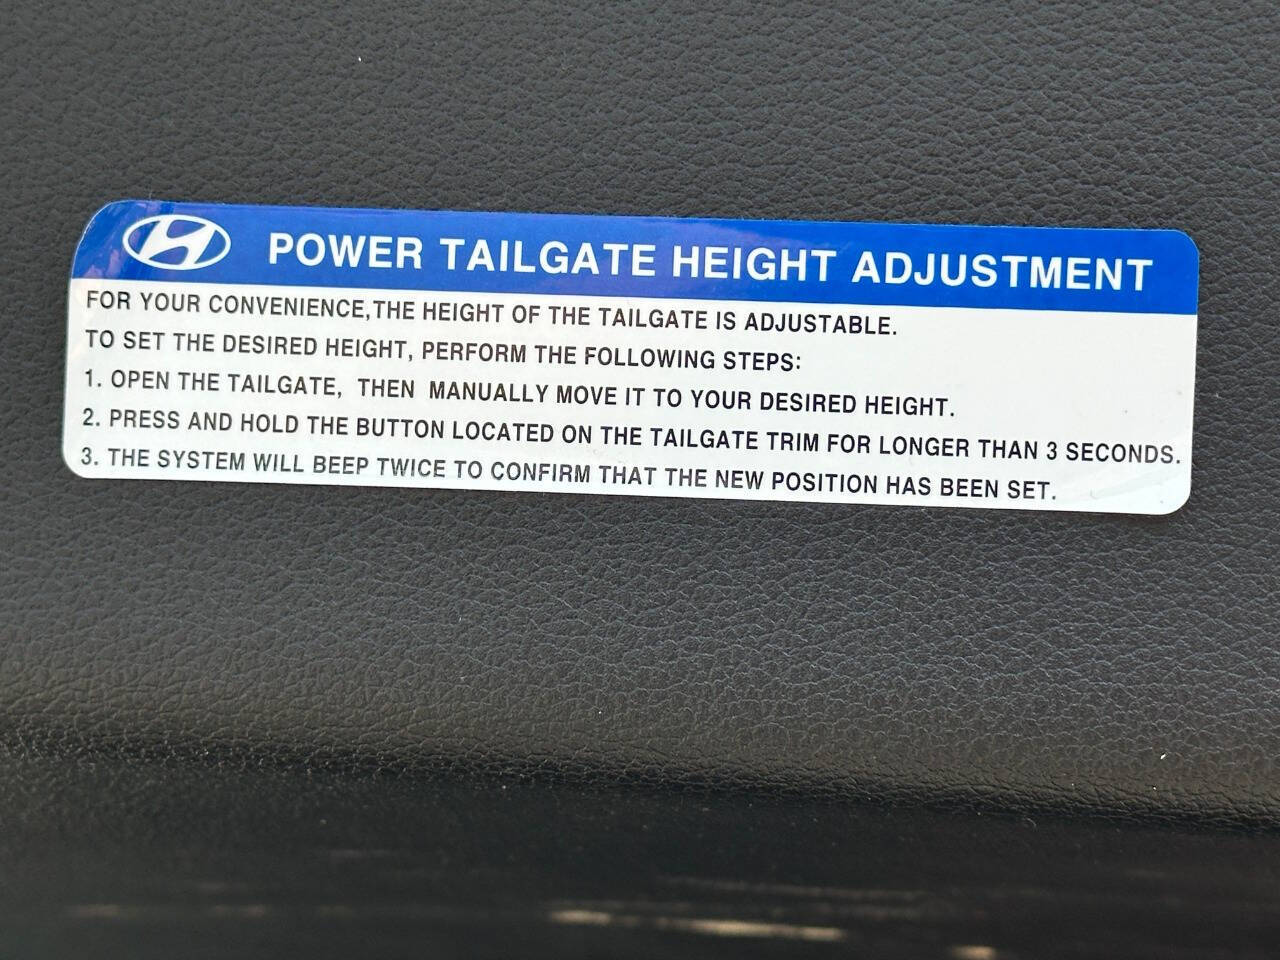 POWER TAILGATE HEIGHT ADJUSTMENT
FOR YOUR CONVENIENCE,THE HEIGHT OF THE TAILGATE IS ADJUSTABLE.
TO SET THE DESIRED HEIGHT, PERFORM THE FOLLOWING STEPS:
1. OPEN THE TAILGATE, THEN MANUALLY MOVE IT TO YOUR DESIRED HEIGHT.
2. PRESS AND HOLD THE BUTTON LOCATED ON THE TAILGATE TRIM FOR LONGER THAN 3 SECONDS.
3. THE SYSTEM WILL BEEP TWICE TO CONFIRM THAT THE NEW POSITION HAS BEEN SET.